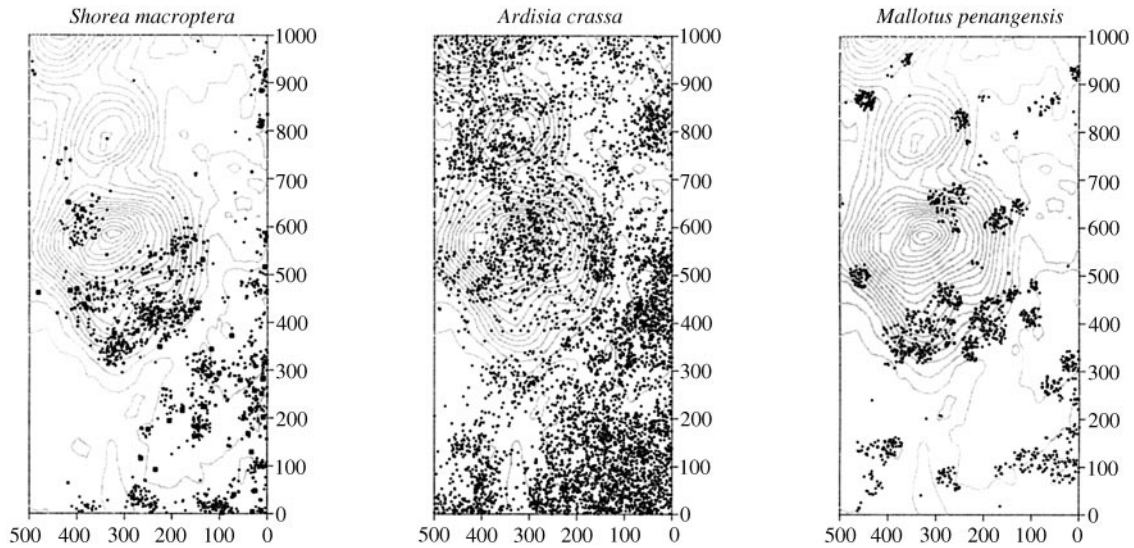 Shorea macroptera
Ardisia crassa
Mallotus penangensis
1000 1000 1000
900 900 900
800 800 800
700 700 700
600 600 600
500 500 500
400 400 400
300 300 300
200 200 200
100 100 100
0 0 0
500 400 300 200 100 0 500 400 300 200 100 0 500 400 300 200 100 0